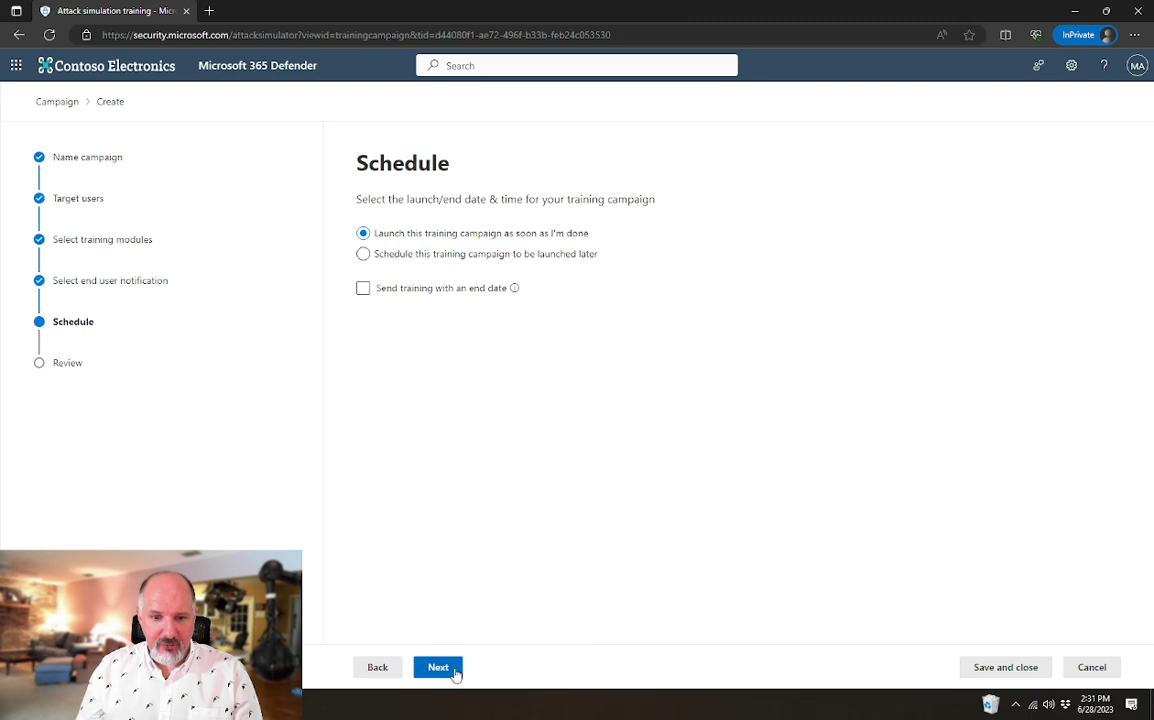 Attack simulation training - Micr
https://security.microsoft.com/attacksimulator?viewid=trainingcampaign&tid=d44080f1-ae72-496f-b33b-feb24c053530
InPrivate
Contoso Electronics
Microsoft 365 Defender
Search
MA
Campaign > Create
Name campaign
Target users
Select training modules
Select end user notification
Schedule
Review
Schedule
Select the launch/end date & time for your training campaign
Launch this training campaign as soon as I'm done
Schedule this training campaign to be launched later
Send training with an end date
Back
Next
Save and close
Cancel
2:31 PM
6/28/2023